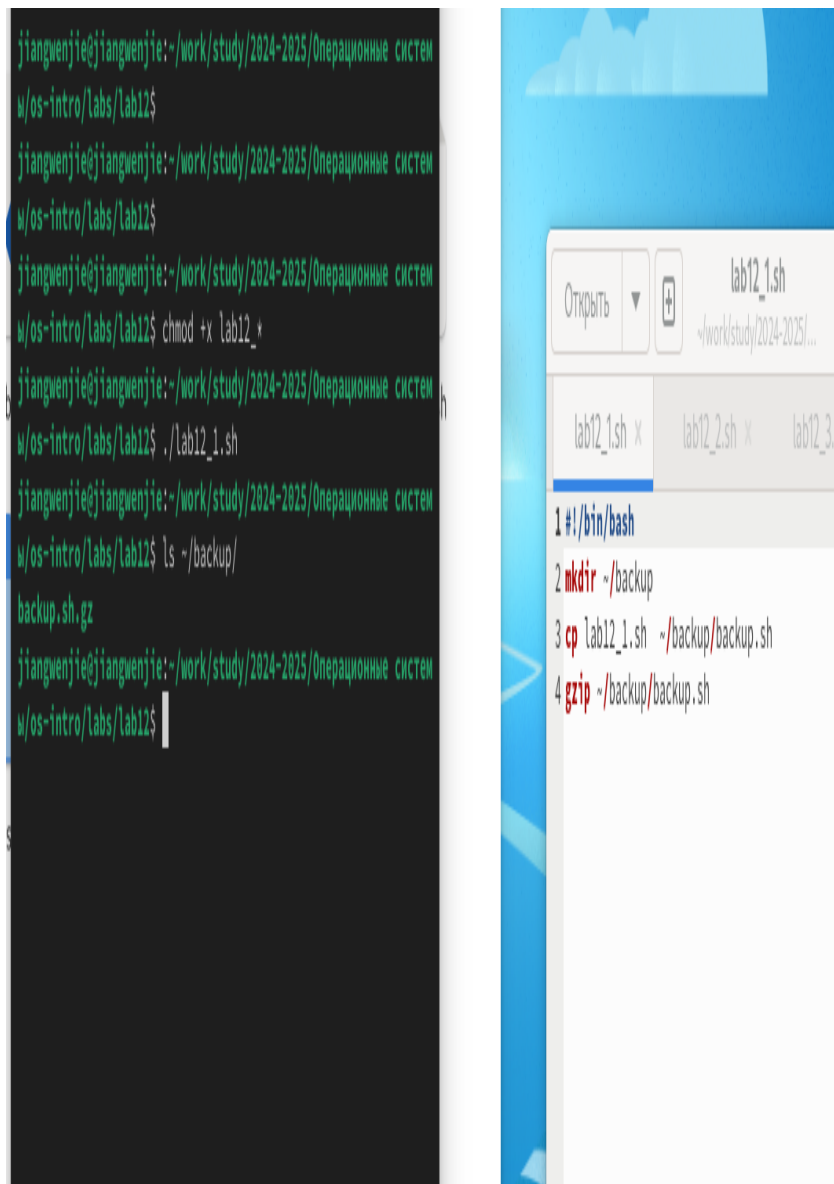 jiangwenjie@jiangwenjie:~/work/study/2024-2025/Операционные систем
ы/os-intro/labs/lab12$
jiangwenjie@jiangwenjie:~/work/study/2024-2025/Операционные систем
ы/os-intro/labs/lab12$
jiangwenjie@jiangwenjie:~/work/study/2024-2025/Операционные систем
ы/os-intro/labs/lab12$ chmod +x lab12_*
jiangwenjie@jiangwenjie:~/work/study/2024-2025/Операционные систем
ы/os-intro/labs/lab12$ ./lab12_1.sh
jiangwenjie@jiangwenjie:~/work/study/2024-2025/Операционные систем
ы/os-intro/labs/lab12$ ls ~/backup/
backup.sh.gz
jiangwenjie@jiangwenjie:~/work/study/2024-2025/Операционные систем
ы/os-intro/labs/lab12$
Открыть
lab12_1.sh
~/work/study/2024-2025/...
lab12_1.sh × lab12_2.sh × lab12_3.
1 #!/bin/bash
2 mkdir ~/backup
3 cp lab12_1.sh  ~/backup/backup.sh
4 gzip ~/backup/backup.sh